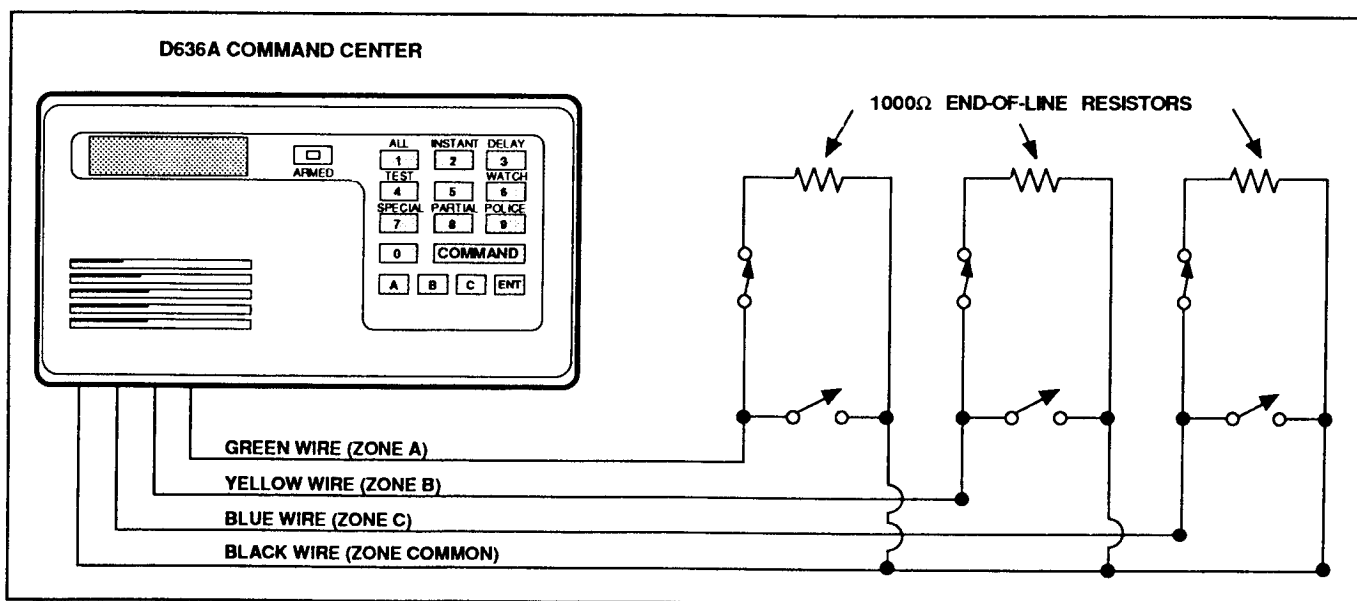 D636A COMMAND CENTER
1000Ω END-OF-LINE RESISTORS
ARMED
ALL INSTANT DELAY
1 2 3
TEST WATCH
4 5 6
SPECIAL PARTIAL POLICE
7 8 9
0 COMMAND
A B C ENT
GREEN WIRE (ZONE A)
YELLOW WIRE (ZONE B)
BLUE WIRE (ZONE C)
BLACK WIRE (ZONE COMMON)